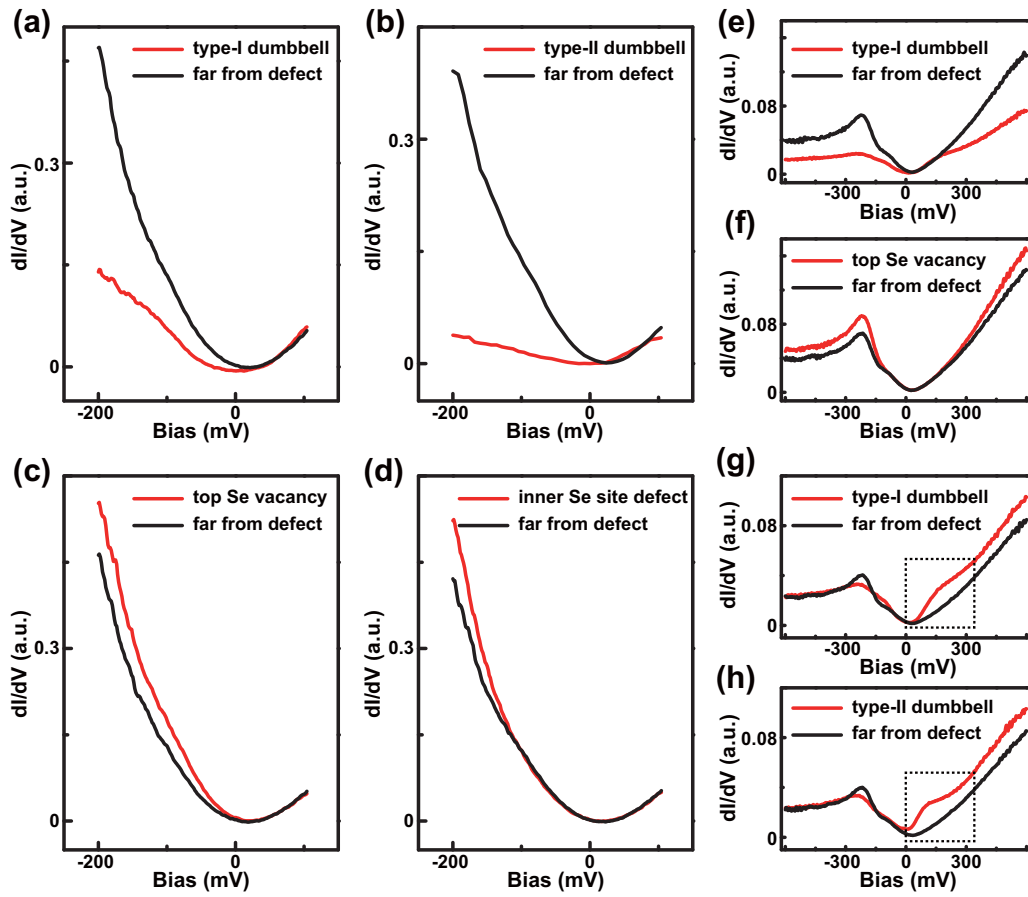 (a)
type-I dumbbell
far from defect
dI/dV (a.u.)
0.3
0
-200
0
Bias (mV)
(b)
type-II dumbbell
far from defect
dI/dV (a.u.)
0.3
0
-200
0
Bias (mV)
(c)
top Se vacancy
far from defect
dI/dV (a.u.)
0.3
0
-200
0
Bias (mV)
(d)
inner Se site defect
far from defect
dI/dV (a.u.)
0.3
0
-200
0
Bias (mV)
(e)
type-I dumbbell
far from defect
dI/dV (a.u.)
0.08
0
-300
0
300
Bias (mV)
(f)
top Se vacancy
far from defect
dI/dV (a.u.)
0.08
0
-300
0
300
Bias (mV)
(g)
type-I dumbbell
far from defect
dI/dV (a.u.)
0.08
0
-300
0
300
Bias (mV)
(h)
type-II dumbbell
far from defect
dI/dV (a.u.)
0.08
0
-300
0
300
Bias (mV)